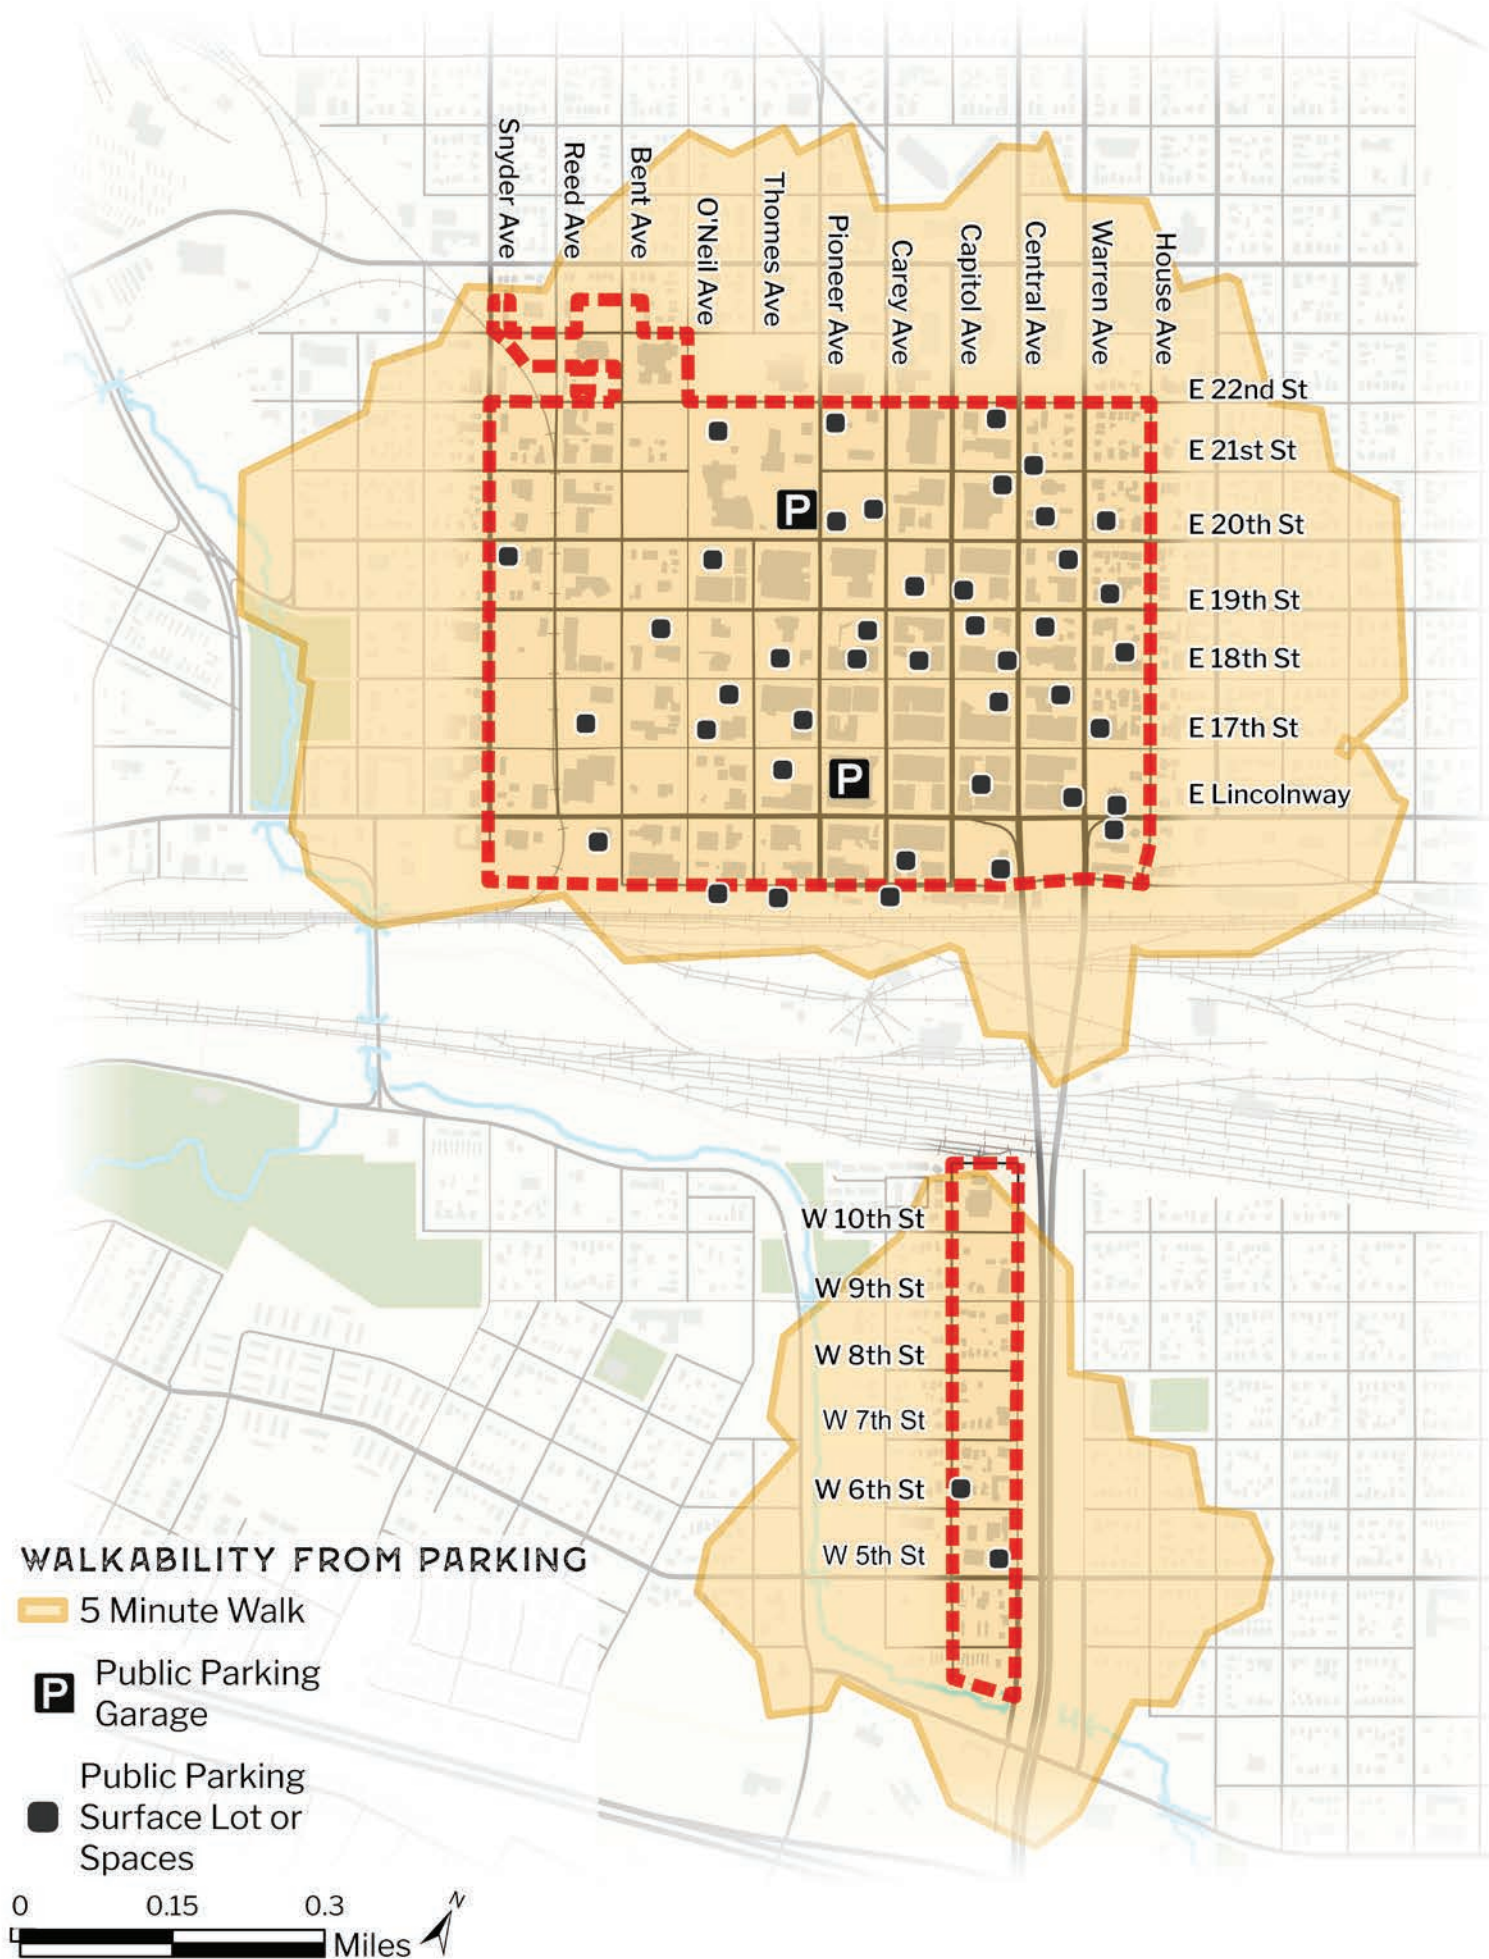 Snyder Ave
Reed Ave
Bent Ave
O'Neil Ave
Thomes Ave
Pioneer Ave
Carey Ave
Capitol Ave
Central Ave
Warren Ave
House Ave
E 22nd St
E 21st St
E 20th St
E 19th St
E 18th St
E 17th St
E Lincolnway
P
P
W 10th St
W 9th St
W 8th St
W 7th St
W 6th St
W 5th St
WALKABILITY FROM PARKING
5 Minute Walk
P
Public Parking
Garage
Public Parking
Surface Lot or
Spaces
0 0.15 0.3
Miles
N